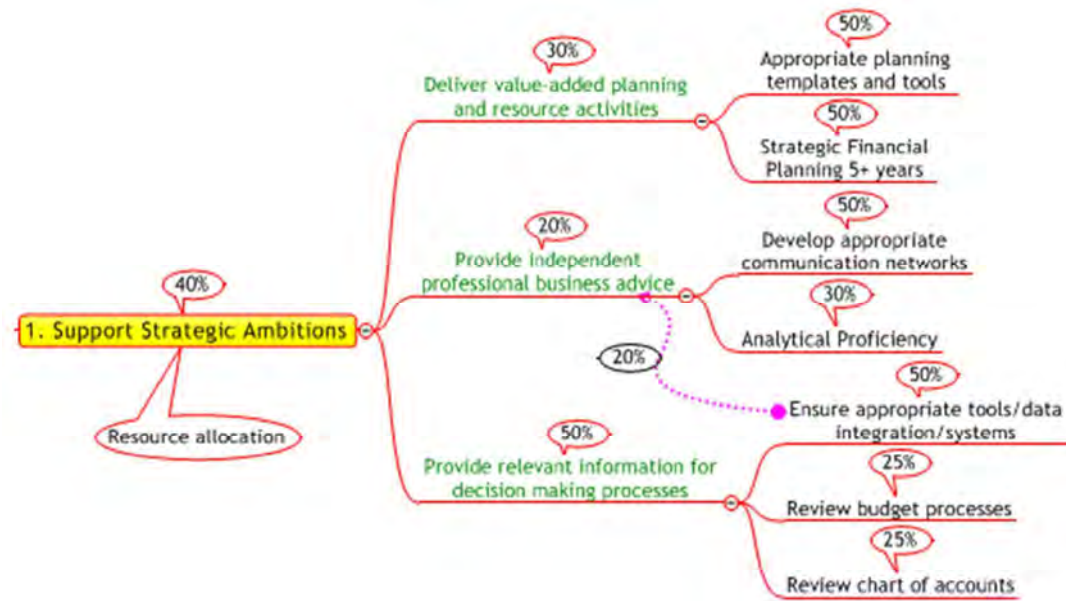 50%
Appropriate planning
templates and tools
30%
Deliver value-added planning
and resource activities
50%
Strategic Financial
Planning 5+ years
50%
Develop appropriate
communication networks
20%
Provide independent
professional business advice
30%
Analytical Proficiency
40%
1. Support Strategic Ambitions
20%
Resource allocation
50%
Ensure appropriate tools/data
integration/systems
50%
Provide relevant information for
decision making processes
25%
Review budget processes
25%
Review chart of accounts